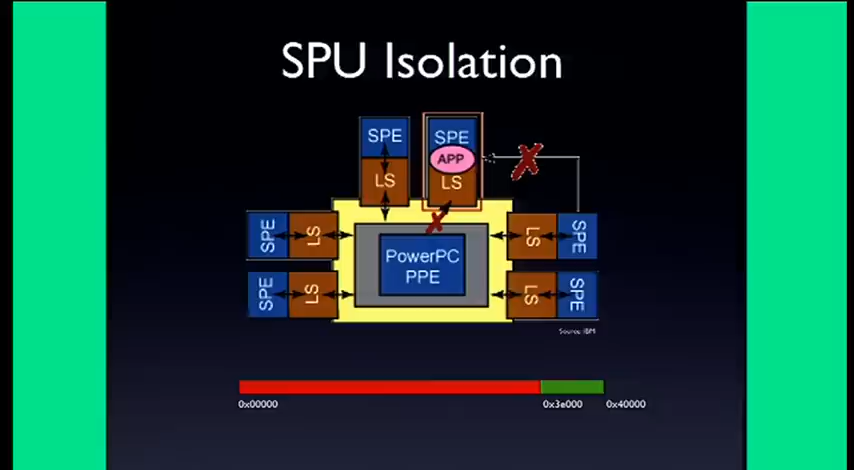 SPU Isolation
SPE
SPE
APP
LS
LS
SPE
LS
LS
SPE
PowerPC
PPE
SPE
LS
LS
SPE
Source: IBM
0x00000
0x3e000
0x40000